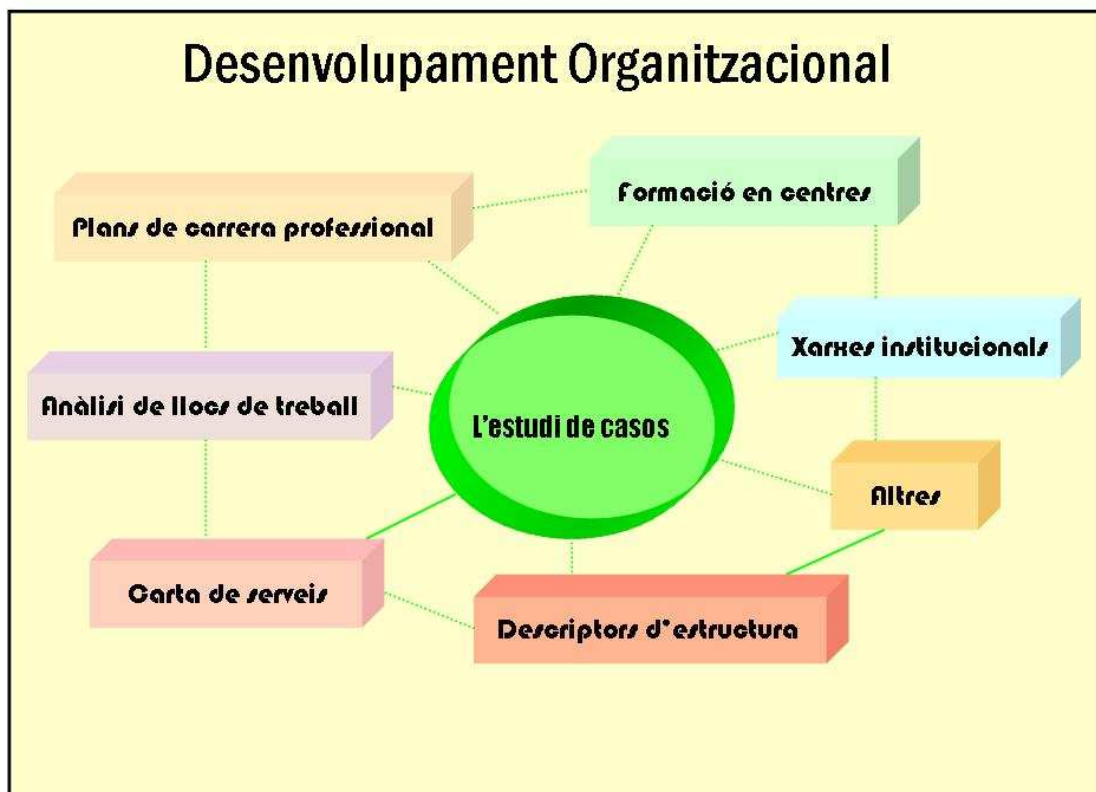 Desenvolupament Organitzacional
Formació en centres
Plans de carrera professional
Xarxes institucionals
Anàlisi de llocs de treball
L'estudi de casos
Altres
Carta de serveis
Descriptors d'estructura